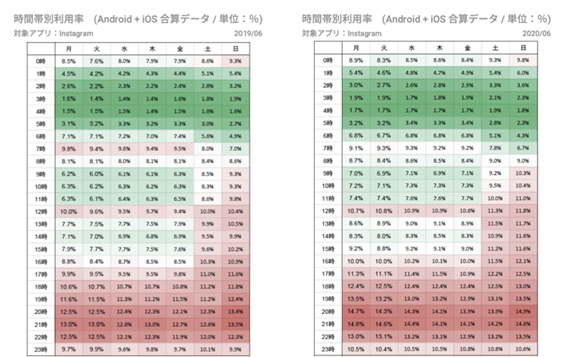 時間帯別利用率 (Android + iOS 合算データ / 単位：%)
対象アプリ：Instagram 2019/06
月 火 水 木 金 土 日
0時 8.5% 7.6% 8.0% 7.9% 7.9% 8.6% 9.3%
1時 4.5% 4.2% 4.2% 4.3% 4.4% 5.1% 5.4%
2時 2.6% 2.2% 2.3% 2.2% 2.4% 2.8% 3.2%
3時 1.6% 1.4% 1.4% 1.4% 1.6% 1.8% 1.9%
4時 1.5% 1.5% 1.4% 1.5% 1.5% 1.6% 1.6%
5時 3.1% 3.2% 3.3% 3.2% 3.3% 3.0% 2.7%
6時 7.1% 7.1% 7.2% 7.0% 7.4% 5.6% 4.9%
7時 9.8% 9.4% 9.6% 9.4% 9.5% 8.0% 7.0%
8時 8.1% 8.1% 8.0% 8.1% 8.1% 8.4% 8.6%
9時 6.2% 6.0% 6.1% 6.1% 6.3% 8.5% 9.3%
10時 6.3% 6.2% 6.3% 6.2% 6.3% 8.3% 9.3%
11時 6.3% 6.1% 6.4% 6.3% 6.5% 8.6% 9.8%
12時 10.0% 9.6% 9.5% 9.7% 9.4% 10.0% 10.4%
13時 7.7% 7.5% 7.7% 7.5% 7.9% 9.9% 10.5%
14時 7.1% 7.0% 6.9% 6.8% 6.9% 9.5% 9.9%
15時 7.9% 7.7% 7.7% 7.5% 7.6% 9.6% 10.2%
16時 8.8% 8.4% 8.7% 8.5% 8.5% 10.3% 10.9%
17時 9.9% 9.5% 9.5% 9.5% 9.8% 11.0% 11.6%
18時 10.6% 10.7% 10.7% 10.8% 10.7% 11.2% 11.8%
19時 11.6% 11.5% 11.3% 11.2% 11.5% 11.2% 12.4%
20時 12.5% 12.5% 12.4% 12.3% 12.1% 12.3% 13.4%
21時 13.0% 13.0% 12.8% 13.0% 12.7% 12.6% 13.5%
22時 12.5% 12.5% 12.3% 12.3% 11.9% 12.0% 12.3%
23時 9.7% 9.9% 9.8% 9.8% 9.7% 10.1% 9.9%
時間帯別利用率 (Android + iOS 合算データ / 単位：%)
対象アプリ：Instagram 2020/06
月 火 水 木 金 土 日
0時 8.9% 8.3% 8.5% 8.6% 8.4% 9.3% 9.8%
1時 5.4% 4.6% 4.8% 4.7% 4.9% 5.4% 6.0%
2時 3.0% 2.7% 2.6% 2.8% 2.9% 3.3% 3.6%
3時 1.9% 1.9% 1.7% 1.8% 1.9% 2.1% 2.3%
4時 1.7% 1.7% 1.7% 1.7% 1.8% 1.9% 1.9%
5時 3.2% 3.2% 3.3% 3.3% 3.4% 2.8% 2.3%
6時 6.8% 6.7% 6.8% 6.8% 6.8% 5.1% 4.3%
7時 9.1% 9.3% 9.3% 9.2% 9.2% 7.8% 6.7%
8時 8.7% 8.4% 8.6% 8.5% 8.4% 9.0% 9.0%
9時 7.0% 6.9% 7.1% 6.9% 7.1% 9.2% 10.3%
10時 7.2% 7.1% 7.3% 7.3% 7.3% 9.5% 10.4%
11時 7.4% 7.4% 7.6% 7.6% 7.7% 10.0% 11.0%
12時 10.7% 10.8% 10.9% 10.9% 10.6% 11.3% 11.8%
13時 8.6% 8.9% 9.0% 9.1% 8.9% 11.5% 11.7%
14時 8.3% 8.0% 8.3% 8.5% 8.3% 10.9% 11.6%
15時 9.2% 8.8% 9.2% 9.1% 9.0% 11.2% 11.6%
16時 10.0% 10.0% 10.2% 10.1% 10.0% 11.5% 12.1%
17時 11.3% 11.1% 11.4% 11.5% 10.9% 12.2% 12.6%
18時 12.4% 12.5% 12.4% 12.4% 12.0% 12.5% 13.0%
19時 13.5% 13.2% 13.0% 13.2% 12.9% 13.1% 13.5%
20時 14.7% 14.3% 14.3% 14.1% 13.9% 13.9% 14.9%
21時 14.8% 14.6% 14.4% 14.1% 14.1% 14.2% 14.6%
22時 13.0% 13.1% 13.2% 13.1% 12.9% 13.2% 13.5%
23時 10.5% 10.4% 10.5% 10.8% 10.8% 10.8% 10.6%